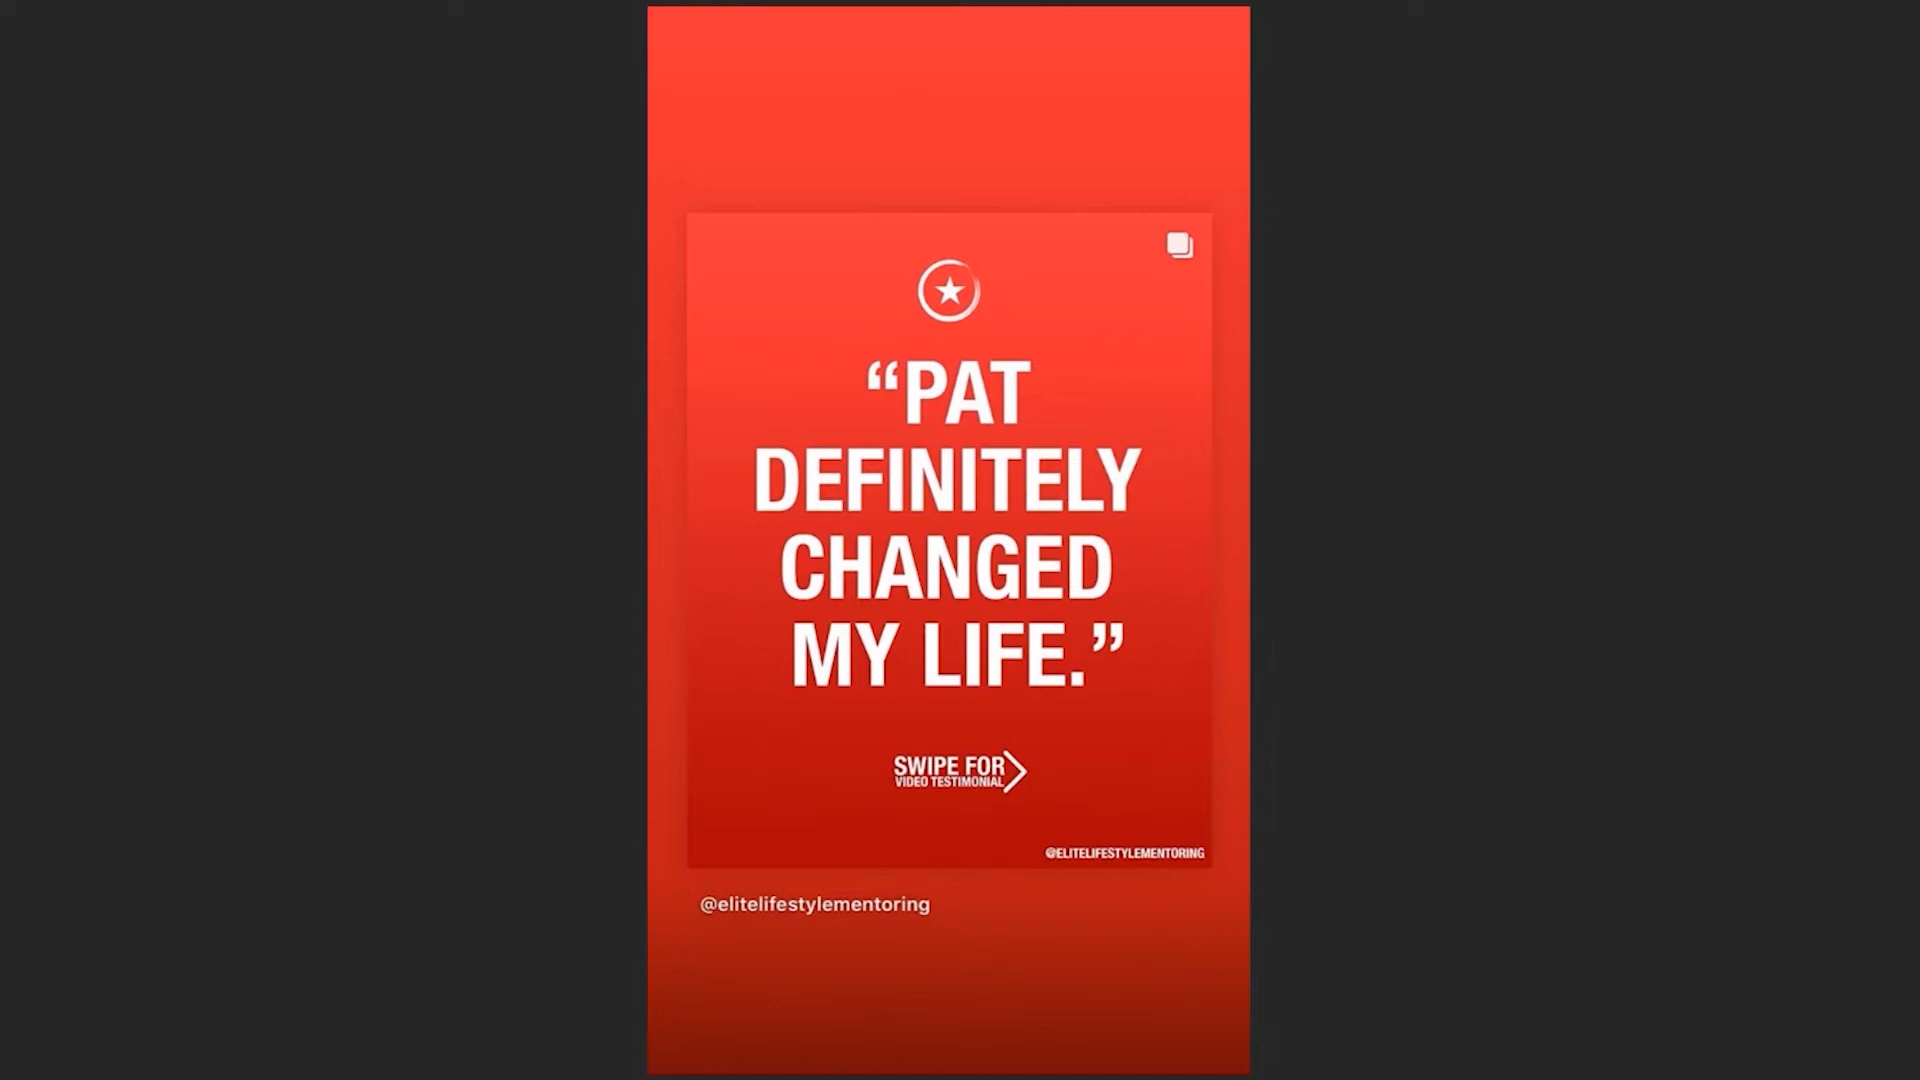 “PAT
DEFINITELY
CHANGED
MY LIFE.”
SWIPE FOR
VIDEO TESTIMONIAL
@ELITELIFESTYLEMENTORING
@elitelifestylementoring